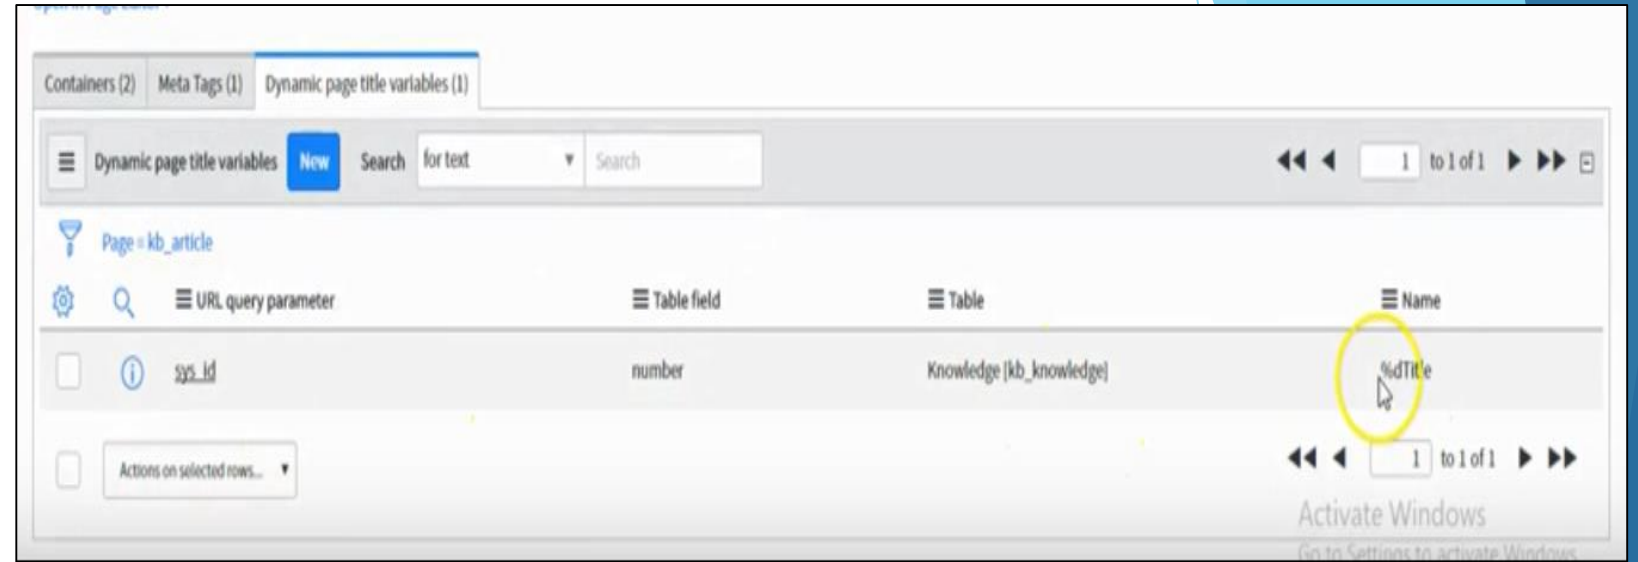 Containers (2) Meta Tags (1) Dynamic page title variables (1)
Dynamic page title variables New Search for text Search 1 to 1 of 1
Page = kb_article
URL query parameter Table field Table Name
sys_id number Knowledge [kb_knowledge] %dTitle
Actions on selected rows... 1 to 1 of 1
Activate Windows
Go to Settings to activate Windows